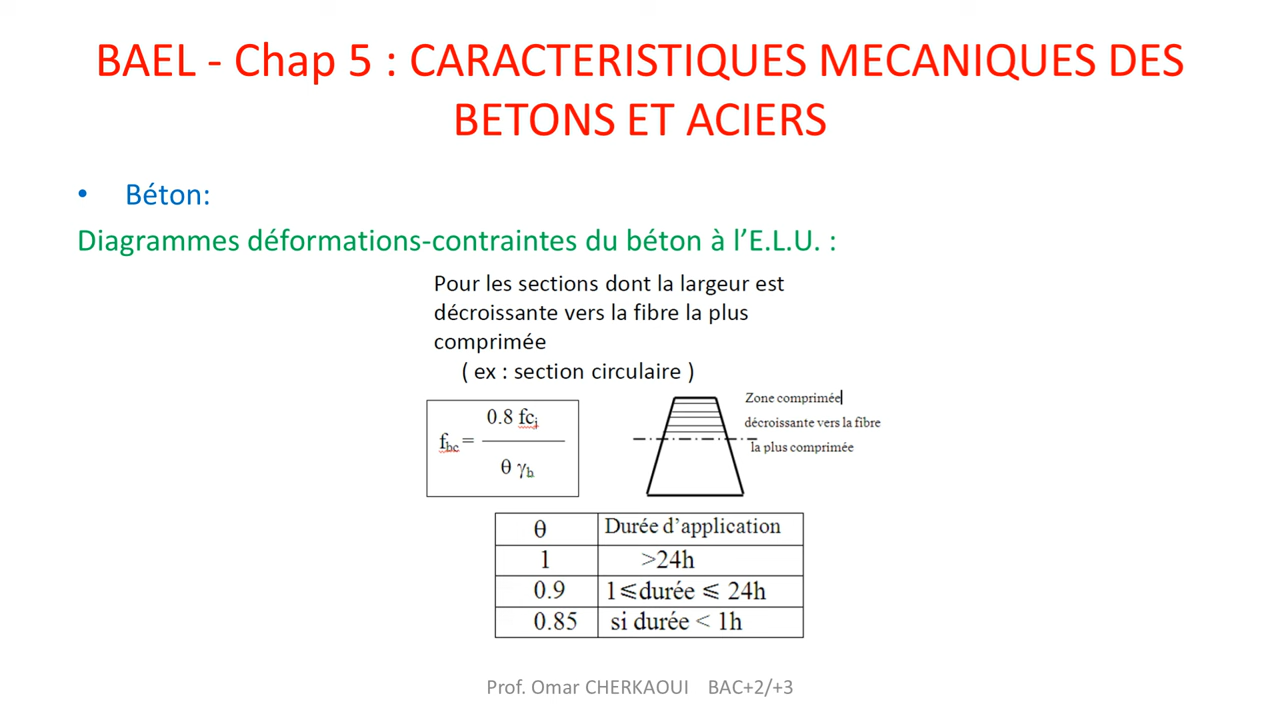 BAEL - Chap 5 : CARACTERISTIQUES MECANIQUES DES
BETONS ET ACIERS
• Béton:
Diagrammes déformations-contraintes du béton à l’E.L.U. :
Pour les sections dont la largeur est
décroissante vers la fibre la plus
comprimée
( ex : section circulaire )
fbc = 0.8 fcj / θ γb
Zone comprimée
décroissante vers la fibre
la plus comprimée
θ Durée d’application
1 >24h
0.9 1⩽durée ⩽ 24h
0.85 si durée < 1h
Prof. Omar CHERKAOUI BAC+2/+3